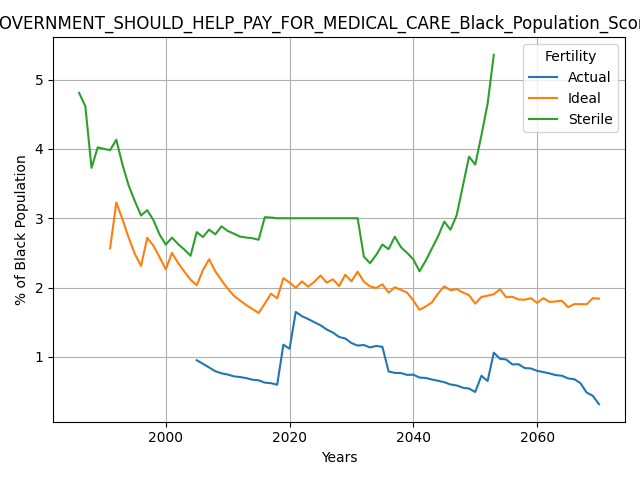 OVERNMENT_SHOULD_HELP_PAY_FOR_MEDICAL_CARE_Black_Population_Scor
Fertility
Actual
Ideal
Sterile
% of Black Population
5
4
3
2
1
2000 2020 2040 2060
Years